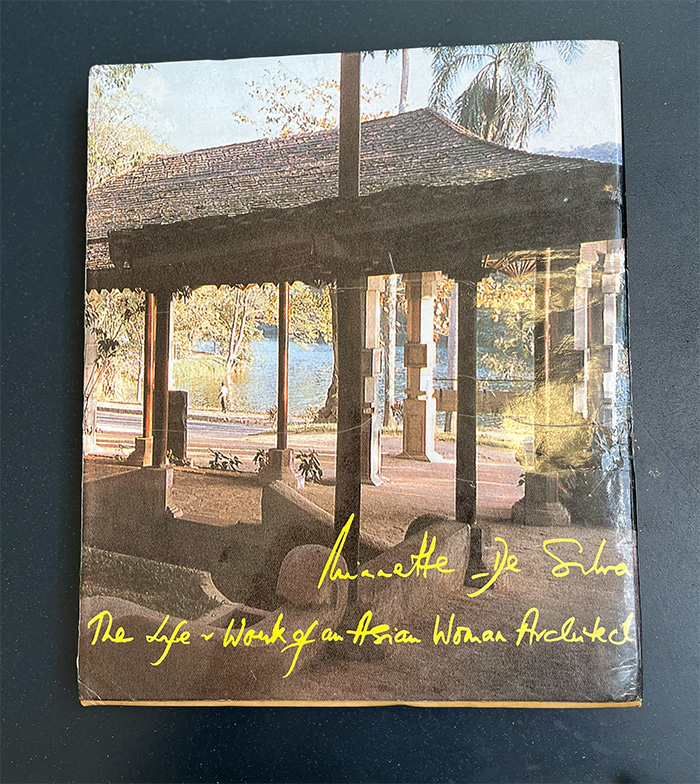 Minnette De Silva
The Life & Work of an Asian Woman Architect